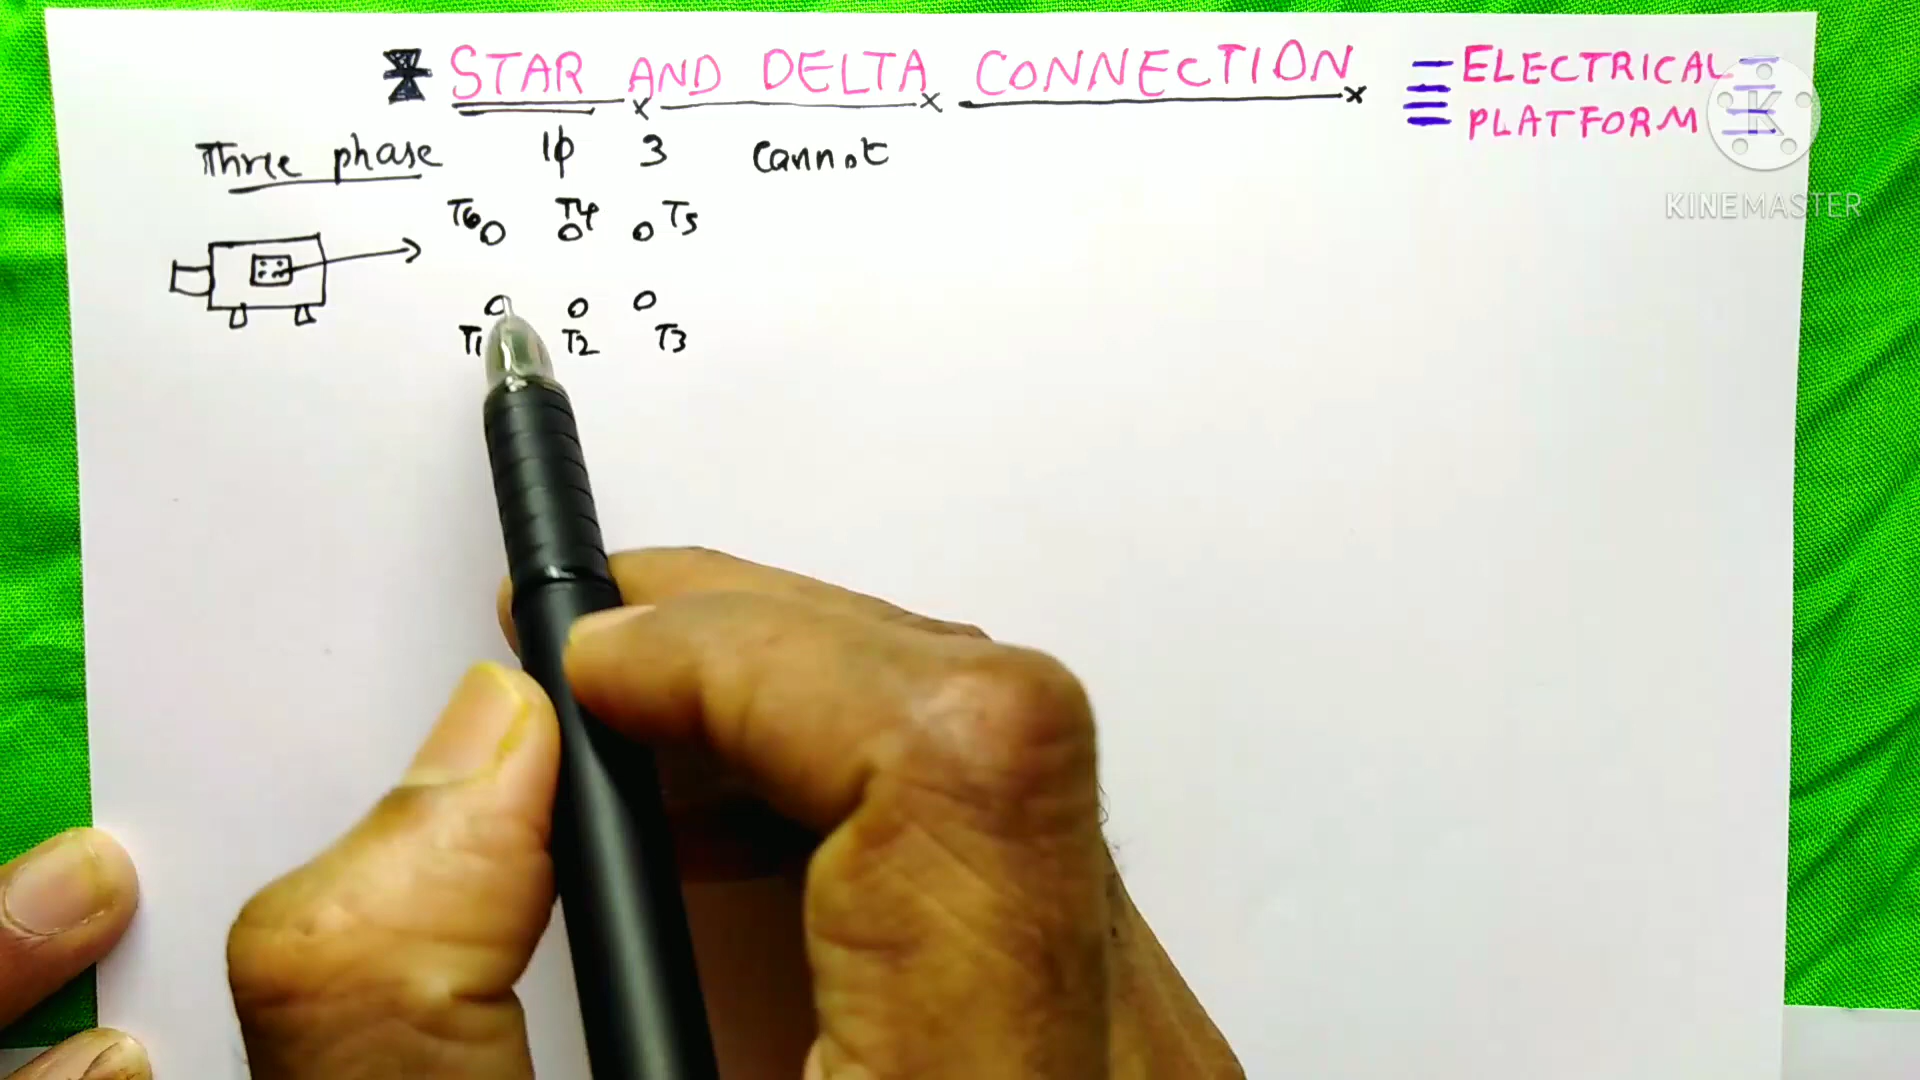 STAR AND DELTA CONNECTION
ELECTRICAL
PLATFORM
KINEMASTER
Three phase 1φ 3 cannot
T6 T4 T5
T1 T2 T3